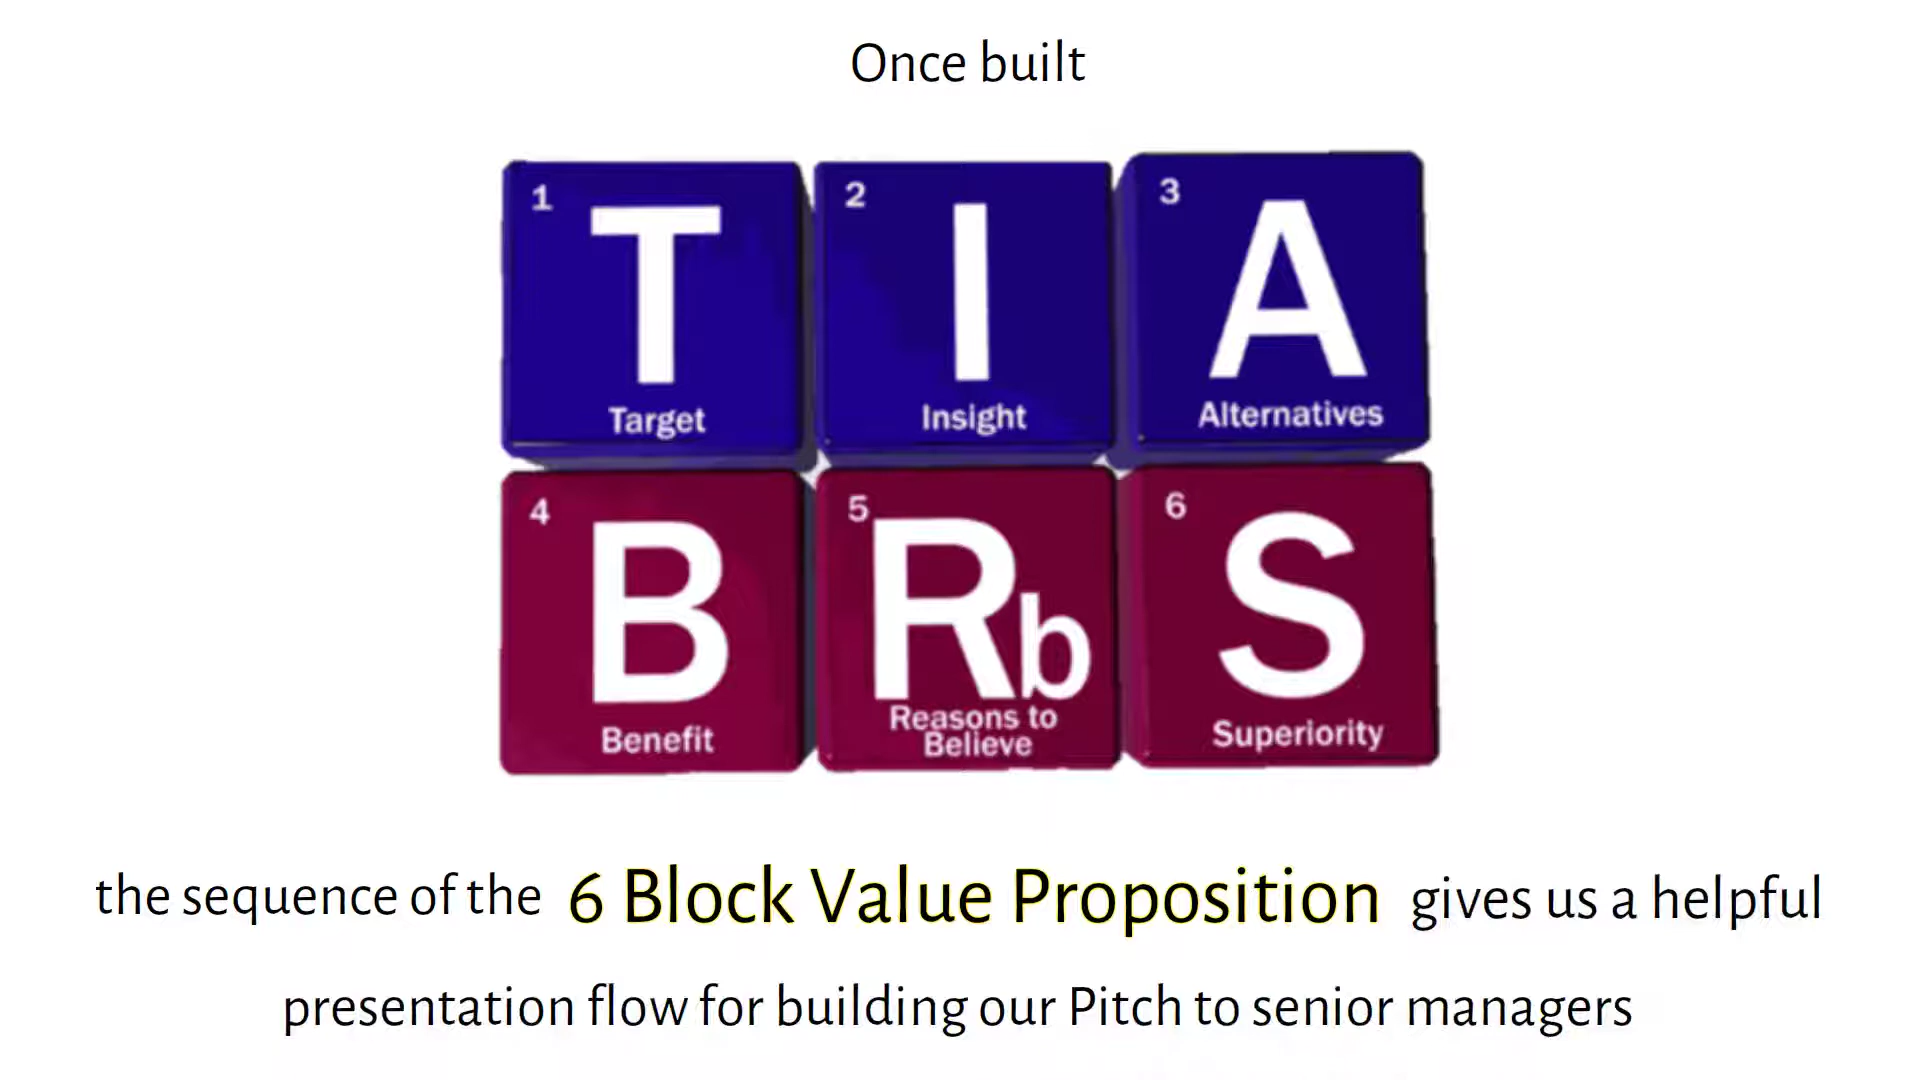 Once built
1 2 3
T I A
Target Insight Alternatives
4 5 6
B Rb S
Benefit Reasons to Believe Superiority
the sequence of the 6 Block Value Proposition gives us a helpful
presentation flow for building our Pitch to senior managers